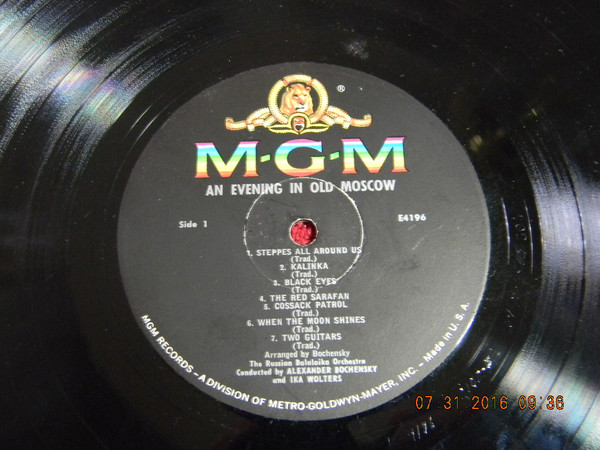 ®
M-G-M
AN EVENING IN OLD MOSCOW
Side 1
E4196
1. STEPPES ALL AROUND US
(Trad.)
2. KALINKA
(Trad.)
3. BLACK EYES
(Trad.)
4. THE RED SARAFAN
5. COSSACK PATROL
(Trad.)
6. WHEN THE MOON SHINES
(Trad.)
7. TWO GUITARS
(Trad.)
Arranged by Bochensky
The Russian Balalaika Orchestra
Conducted by ALEXANDER BOCHENSKY
and IKA WOLTERS
MGM RECORDS – A DIVISION OF METRO-GOLDWYN-MAYER, INC. – Made in U. S. A.
07 31 2016 09:36